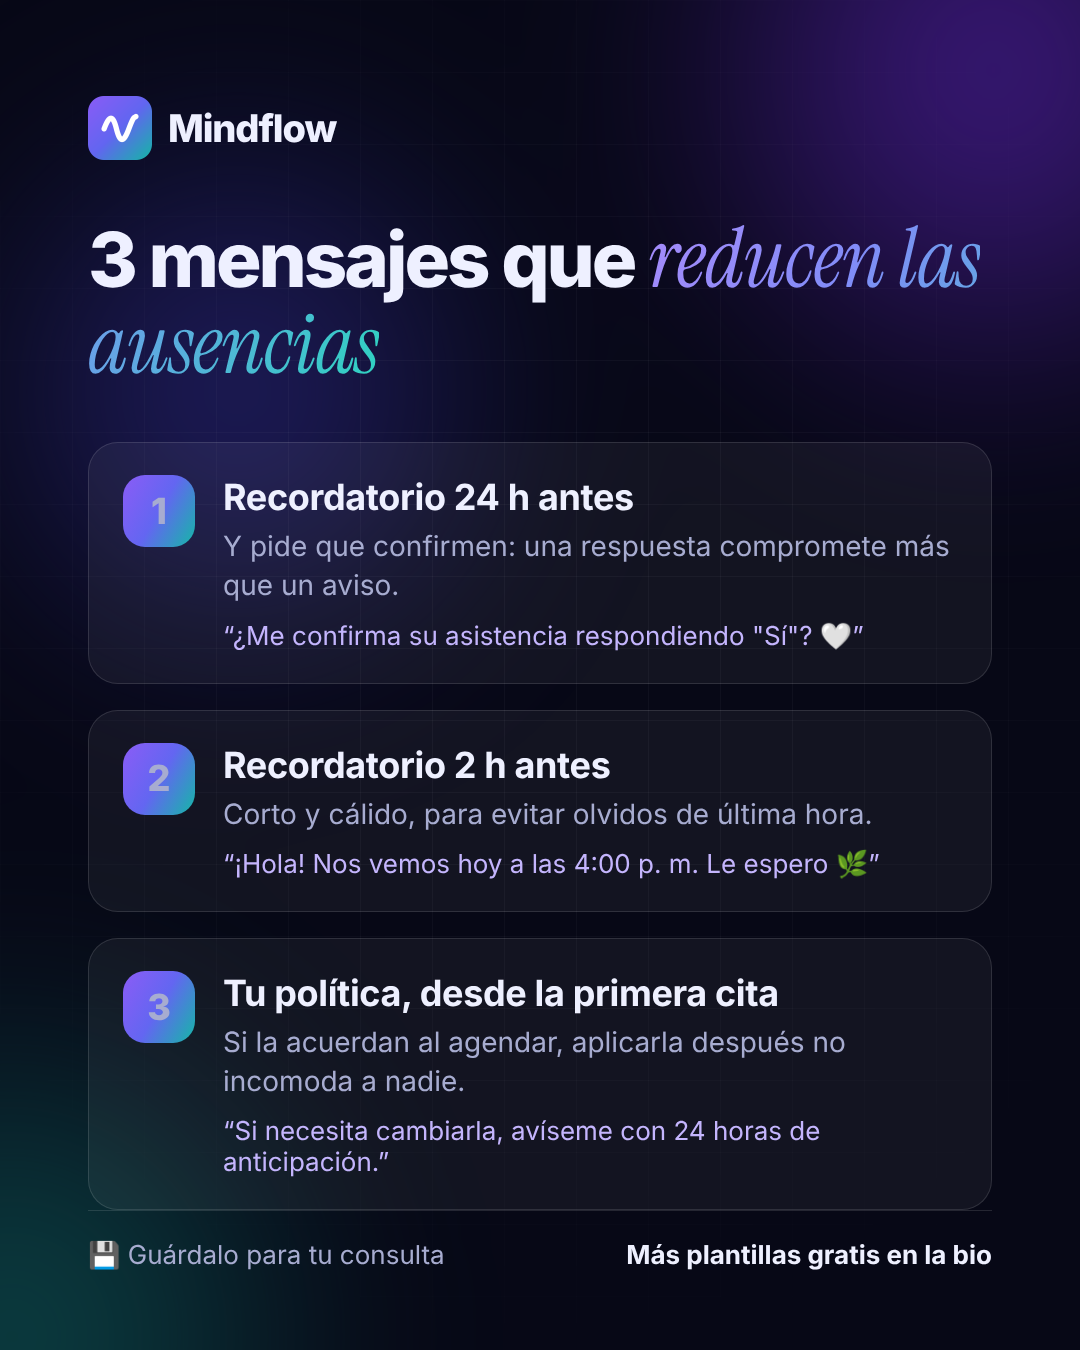 Mindflow
3 mensajes que reducen las
ausencias
1
Recordatorio 24 h antes
Y pide que confirmen: una respuesta compromete más
que un aviso.
“¿Me confirma su asistencia respondiendo "Sí"? 🤍”
2
Recordatorio 2 h antes
Corto y cálido, para evitar olvidos de última hora.
“¡Hola! Nos vemos hoy a las 4:00 p. m. Le espero 🌿”
3
Tu política, desde la primera cita
Si la acuerdan al agendar, aplicarla después no
incomoda a nadie.
“Si necesita cambiarla, avíseme con 24 horas de
anticipación.”
💾 Guárdalo para tu consulta
Más plantillas gratis en la bio